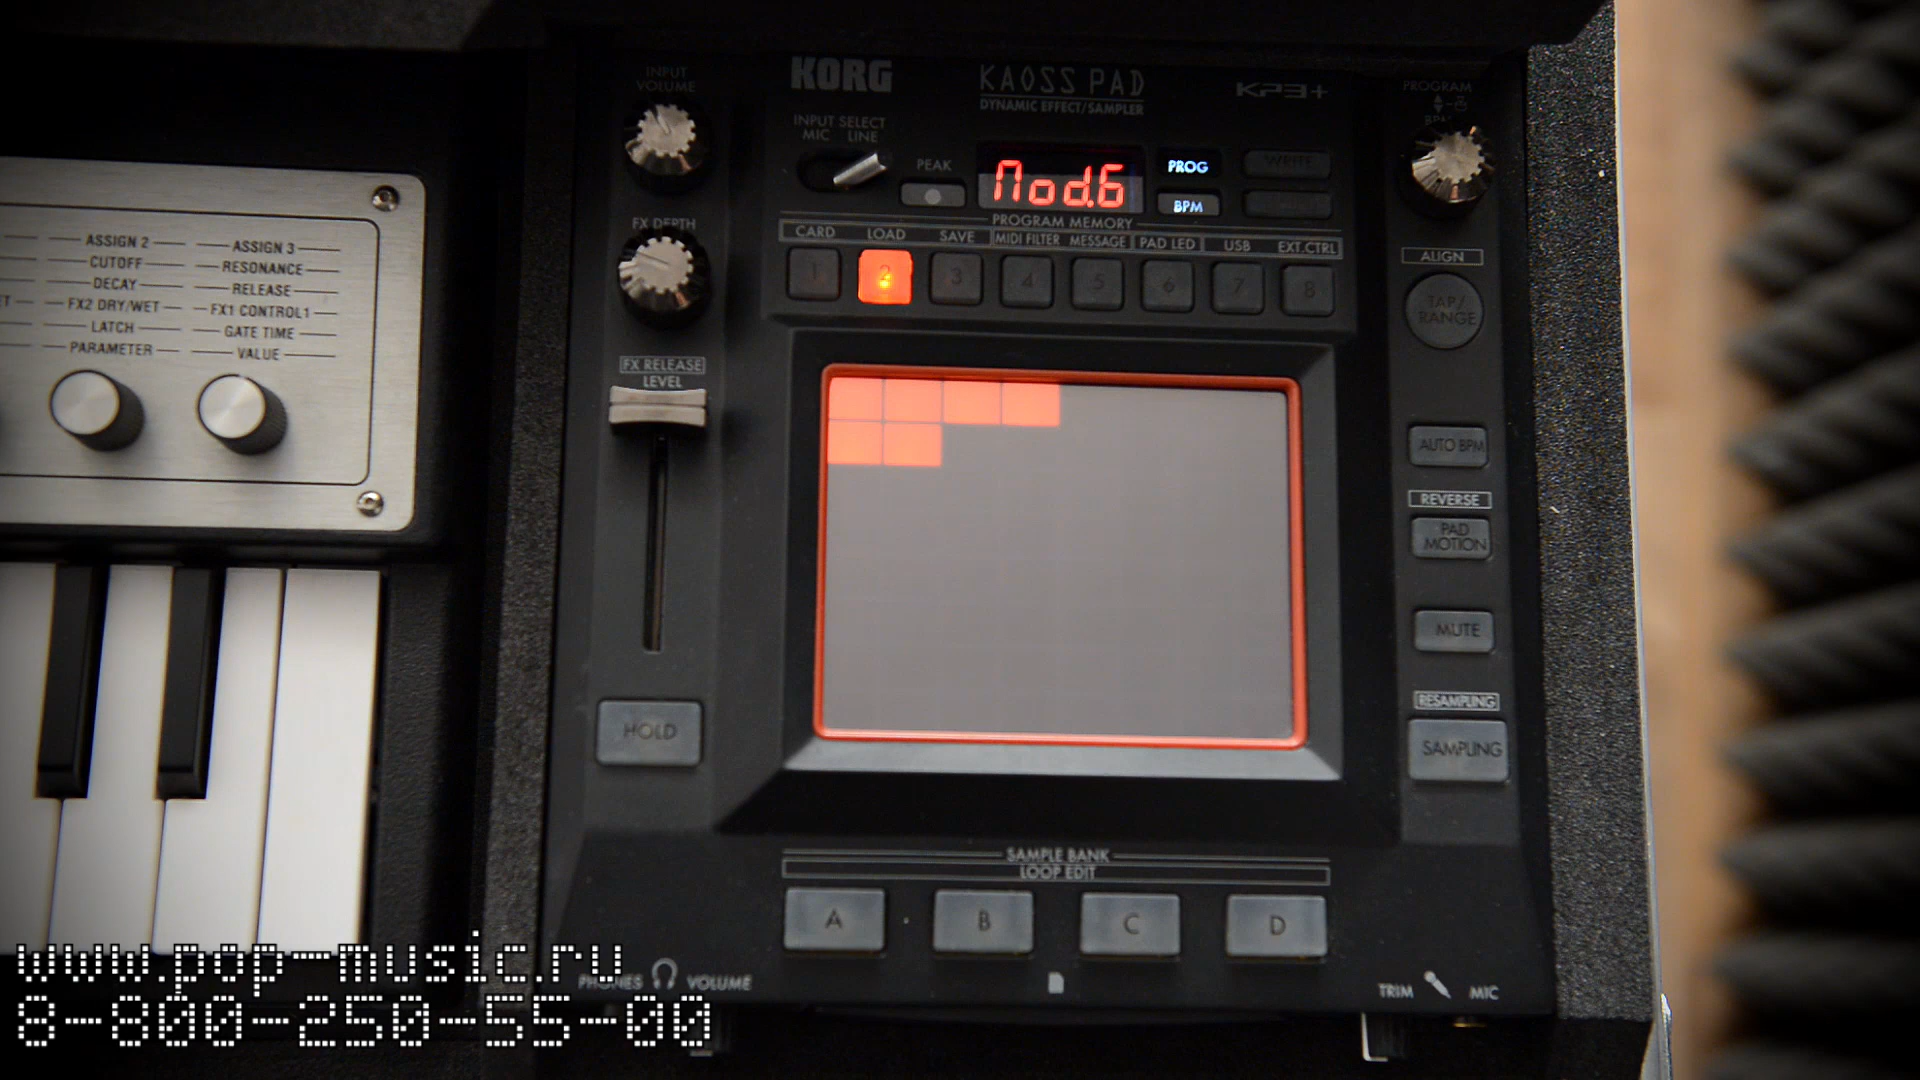 INPUT
VOLUME
KORG
KAOSS PAD
DYNAMIC EFFECT/SAMPLER
KP3+
PROGRAM
INPUT SELECT
MIC LINE
PEAK
Mod.6
PROG
BPM
WRITE
FX DEPTH
PROGRAM MEMORY
CARD LOAD SAVE MIDI FILTER MESSAGE PAD LED USB EXT.CTRL
1 2 3 4 5 6 7 8
ALIGN
TAP/
RANGE
ASSIGN 2 ASSIGN 3
CUTOFF RESONANCE
DECAY RELEASE
FX2 DRY/WET FX1 CONTROL1
LATCH GATE TIME
PARAMETER VALUE
FX RELEASE
LEVEL
AUTO BPM
REVERSE
PAD
MOTION
MUTE
RESAMPLING
SAMPLING
HOLD
SAMPLE BANK
LOOP EDIT
A B C D
PHONES VOLUME
TRIM MIC
www.pop-music.ru
8-800-250-55-00